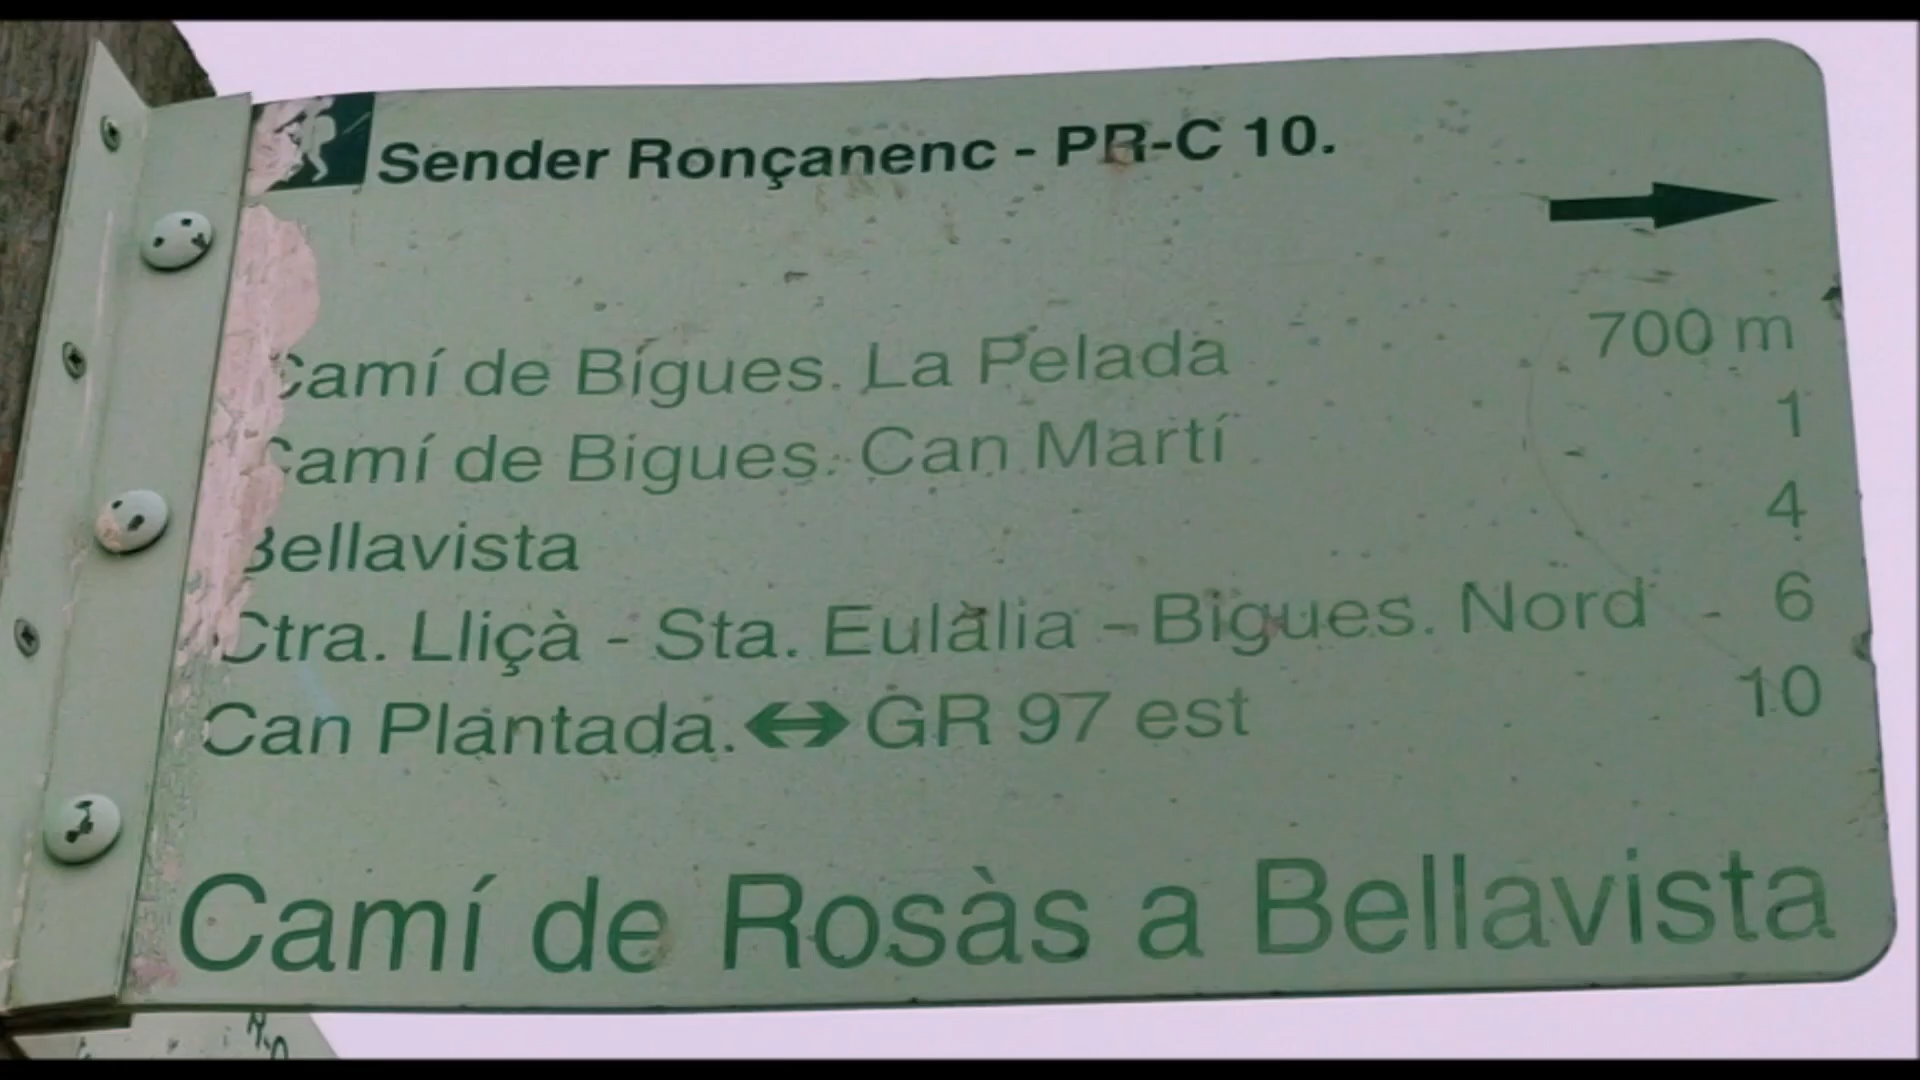 Sender Ronçanenc - PR-C 10.
Camí de Bigues. La Pelada 700 m
Camí de Bigues. Can Martí 1
Bellavista 4
Ctra. Lliçà - Sta. Eulàlia - Bigues. Nord 6
Can Plantada. ↔ GR 97 est 10
Camí de Rosàs a Bellavista